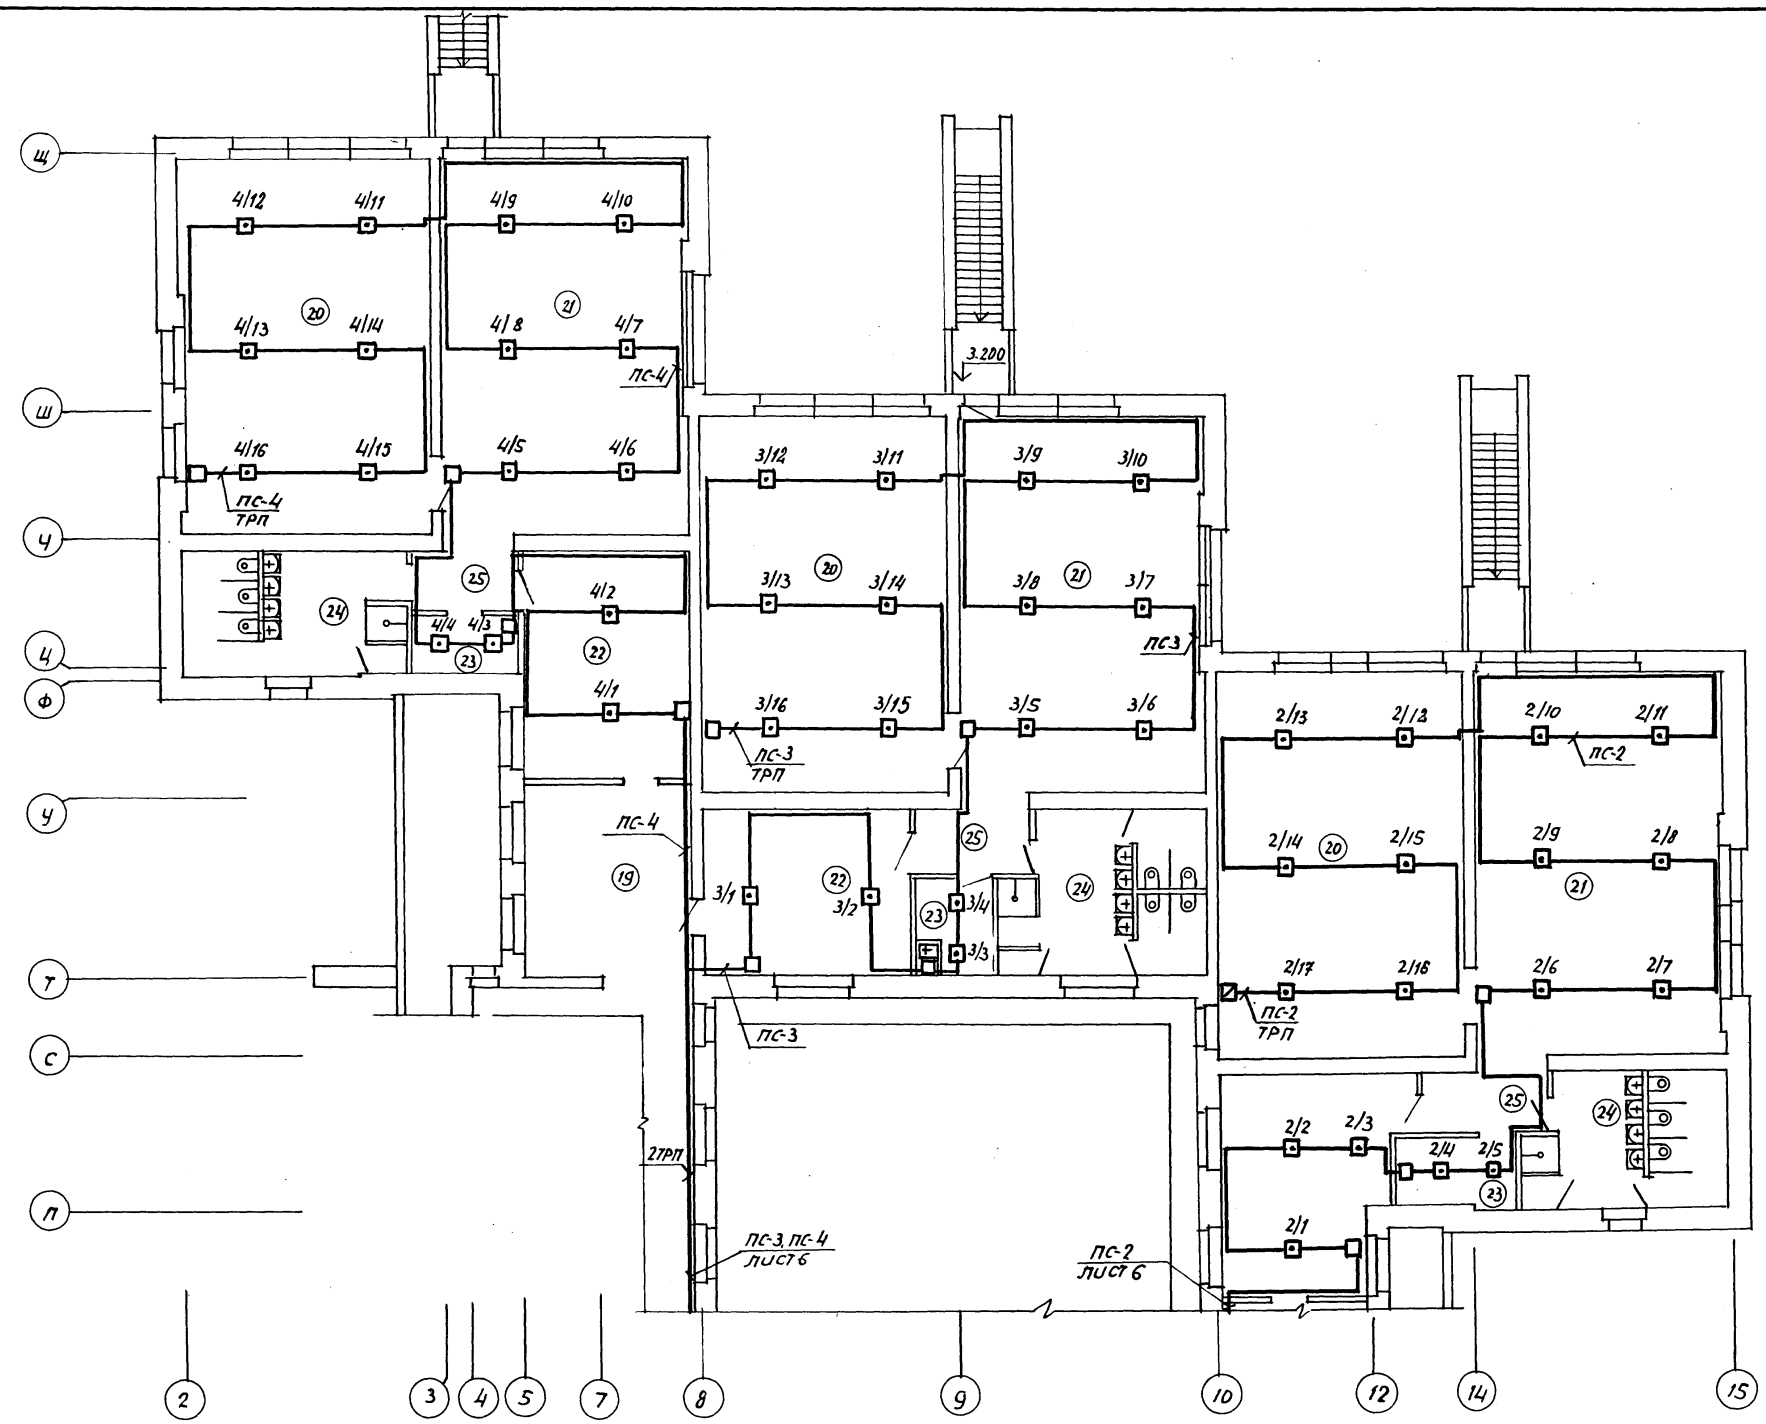 Щ
4/12 4/11 4/9 4/10
20 21
4/13 4/14 4/8 4/7
ПС-4
3.200
Ш
4/16 4/15 4/5 4/6
ПС-4
ТРП
3/12 3/11 3/9 3/10
Ч
24 25 4/2
4/4 4/3
23 22
4/1
20 21
3/13 3/14 3/8 3/7
ПС-3
Ц
Ф
3/16 3/15 3/5 3/6
ПС-3
ТРП
2/13 2/12 2/10 2/11
ПС-2
У
ПС-4
19
25
3/1 22 3/2
23 3/4
3/3
24
2/14 20 2/15 2/9 2/8
21
Т
2/17 2/16 2/6 2/7
ПС-2
ТРП
ПС-3
С
2/2 2/3 25 24
2/4 2/5
23
2ТРП
П
2/1
ПС-3, ПС-4
ЛИСТ 6
ПС-2
ЛИСТ 6
2 3 4 5 7 8 9 10 12 14 15